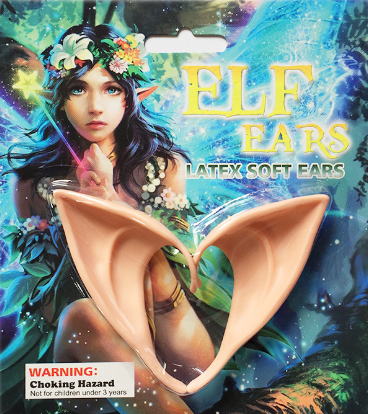 ELF
EARS
LATEX SOFT EARS
WARNING:
Choking Hazard
Not for children under 3 years